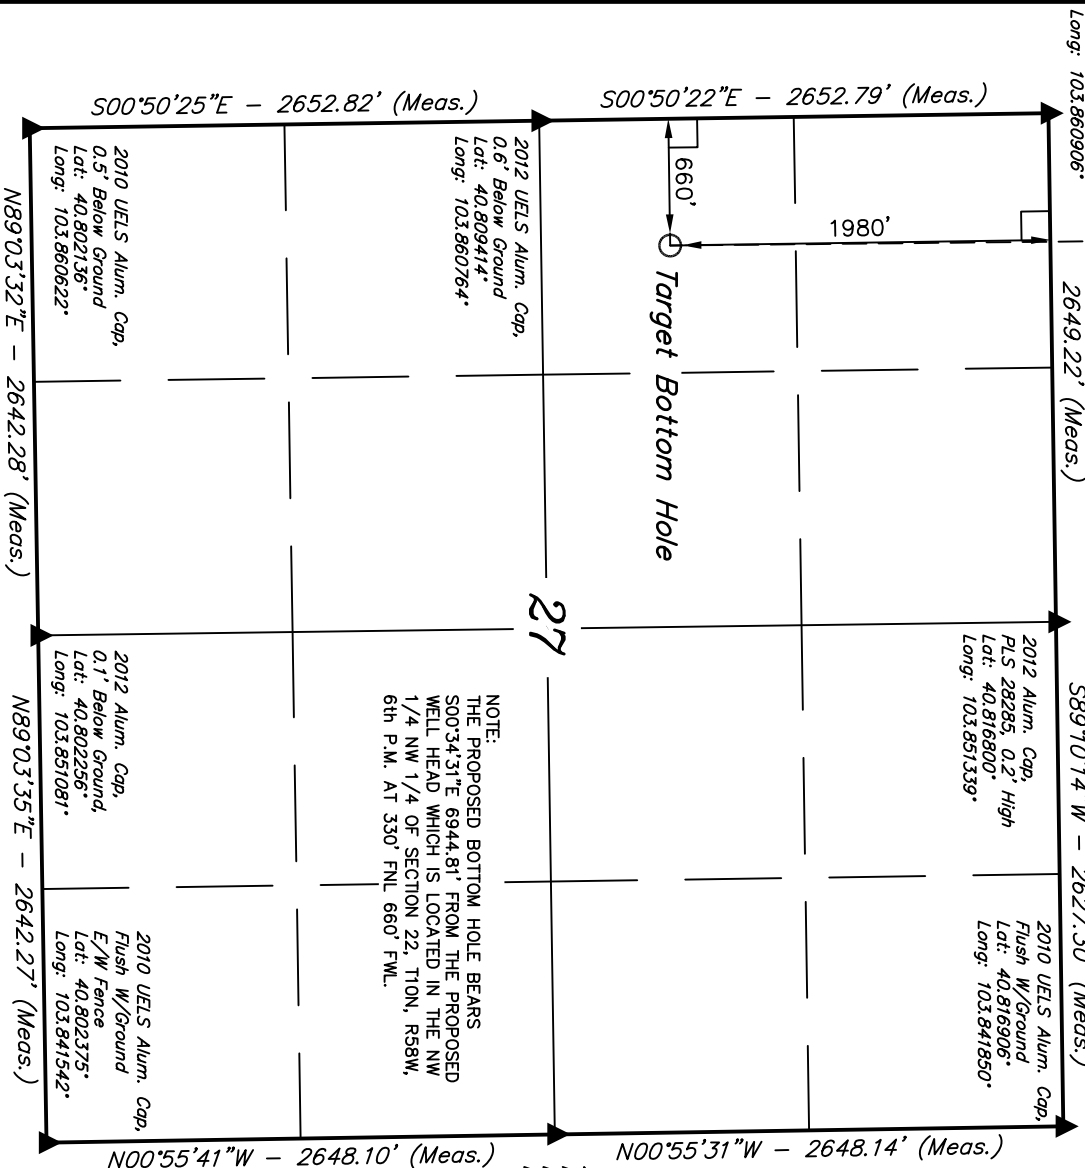 Long: 103.860906°
2649.22' (Meas.)
S89°10'14"W - 2627.30' (Meas.)
S00°50'22"E - 2652.79' (Meas.)
1980'
660'
Target Bottom Hole
2012 Alum. Cap,
PLS 28285, 0.2' High
Lat: 40.816800°
Long: 103.851339°
2010 UELS Alum. Cap,
Flush W/Ground
Lat: 40.816906°
Long: 103.841850°
2012 UELS Alum. Cap,
0.6' Below Ground
Lat: 40.809414°
Long: 103.860764°
27
NOTE:
THE PROPOSED BOTTOM HOLE BEARS
S00°34'31"E 6944.81' FROM THE PROPOSED
WELL HEAD WHICH IS LOCATED IN THE NW
1/4 NW 1/4 OF SECTION 22, T10N, R58W,
6th P.M. AT 330' FNL 660' FWL.
S00°50'25"E - 2652.82' (Meas.)
N00°55'31"W - 2648.14' (Meas.)
2010 UELS Alum. Cap,
0.5' Below Ground
Lat: 40.802136°
Long: 103.860622°
2012 Alum. Cap,
0.1' Below Ground,
Lat: 40.802256°
Long: 103.851081°
2010 UELS Alum. Cap,
Flush W/Ground
E/W Fence
Lat: 40.802375°
Long: 103.841542°
N00°55'41"W - 2648.10' (Meas.)
N89°03'32"E - 2642.28' (Meas.)
N89°03'35"E - 2642.27' (Meas.)